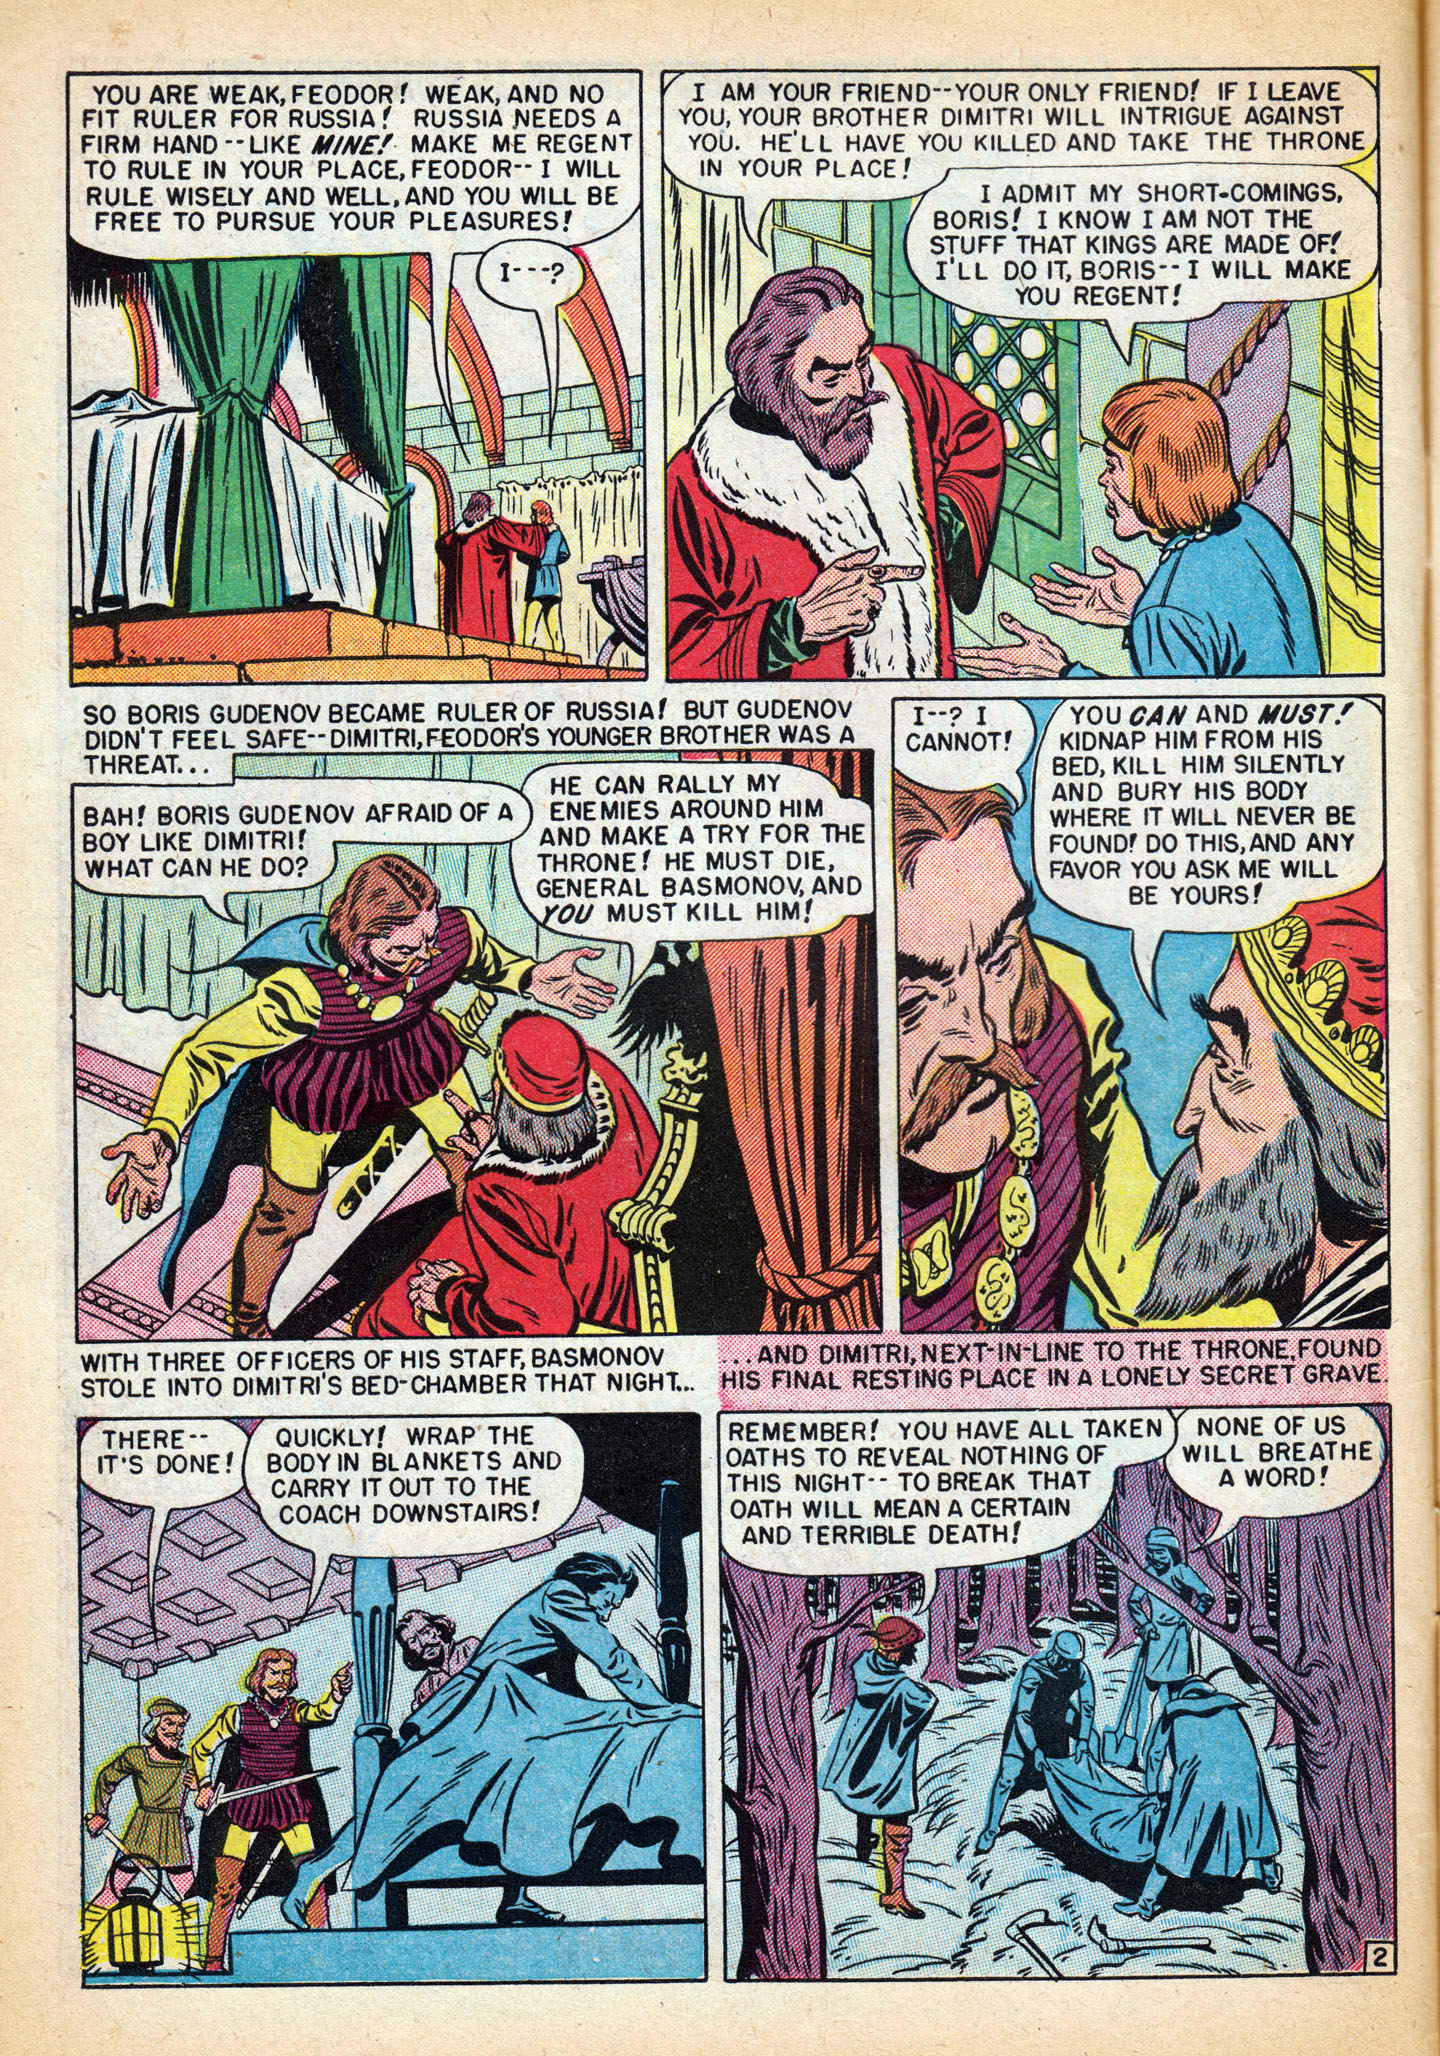 YOU ARE WEAK, FEODOR! WEAK, AND NO
FIT RULER FOR RUSSIA! RUSSIA NEEDS A
FIRM HAND--LIKE MINE! MAKE ME REGENT
TO RULE IN YOUR PLACE, FEODOR--I WILL
RULE WISELY AND WELL, AND YOU WILL BE
FREE TO PURSUE YOUR PLEASURES!
I---?
I AM YOUR FRIEND--YOUR ONLY FRIEND! IF I LEAVE
YOU, YOUR BROTHER DIMITRI WILL INTRIGUE AGAINST
YOU. HE'LL HAVE YOU KILLED AND TAKE THE THRONE
IN YOUR PLACE!
I ADMIT MY SHORT-COMINGS,
BORIS! I KNOW I AM NOT THE
STUFF THAT KINGS ARE MADE OF!
I'LL DO IT, BORIS--I WILL MAKE
YOU REGENT!
SO BORIS GUDENOV BECAME RULER OF RUSSIA! BUT GUDENOV
DIDN'T FEEL SAFE--DIMITRI, FEODOR'S YOUNGER BROTHER WAS A
THREAT...
BAH! BORIS GUDENOV AFRAID OF A
BOY LIKE DIMITRI!
WHAT CAN HE DO?
HE CAN RALLY MY
ENEMIES AROUND HIM
AND MAKE A TRY FOR THE
THRONE! HE MUST DIE,
GENERAL BASMONOV, AND
YOU MUST KILL HIM!
I--? I
CANNOT!
YOU CAN AND MUST!
KIDNAP HIM FROM HIS
BED, KILL HIM SILENTLY
AND BURY HIS BODY
WHERE IT WILL NEVER BE
FOUND! DO THIS, AND ANY
FAVOR YOU ASK ME WILL
BE YOURS!
WITH THREE OFFICERS OF HIS STAFF, BASMONOV
STOLE INTO DIMITRI'S BED-CHAMBER THAT NIGHT...
THERE--
IT'S DONE!
QUICKLY! WRAP THE
BODY IN BLANKETS AND
CARRY IT OUT TO THE
COACH DOWNSTAIRS!
...AND DIMITRI, NEXT-IN-LINE TO THE THRONE, FOUND
HIS FINAL RESTING PLACE IN A LONELY SECRET GRAVE.
REMEMBER! YOU HAVE ALL TAKEN
OATHS TO REVEAL NOTHING OF
THIS NIGHT--TO BREAK THAT
OATH WILL MEAN A CERTAIN
AND TERRIBLE DEATH!
NONE OF US
WILL BREATHE
A WORD!
2